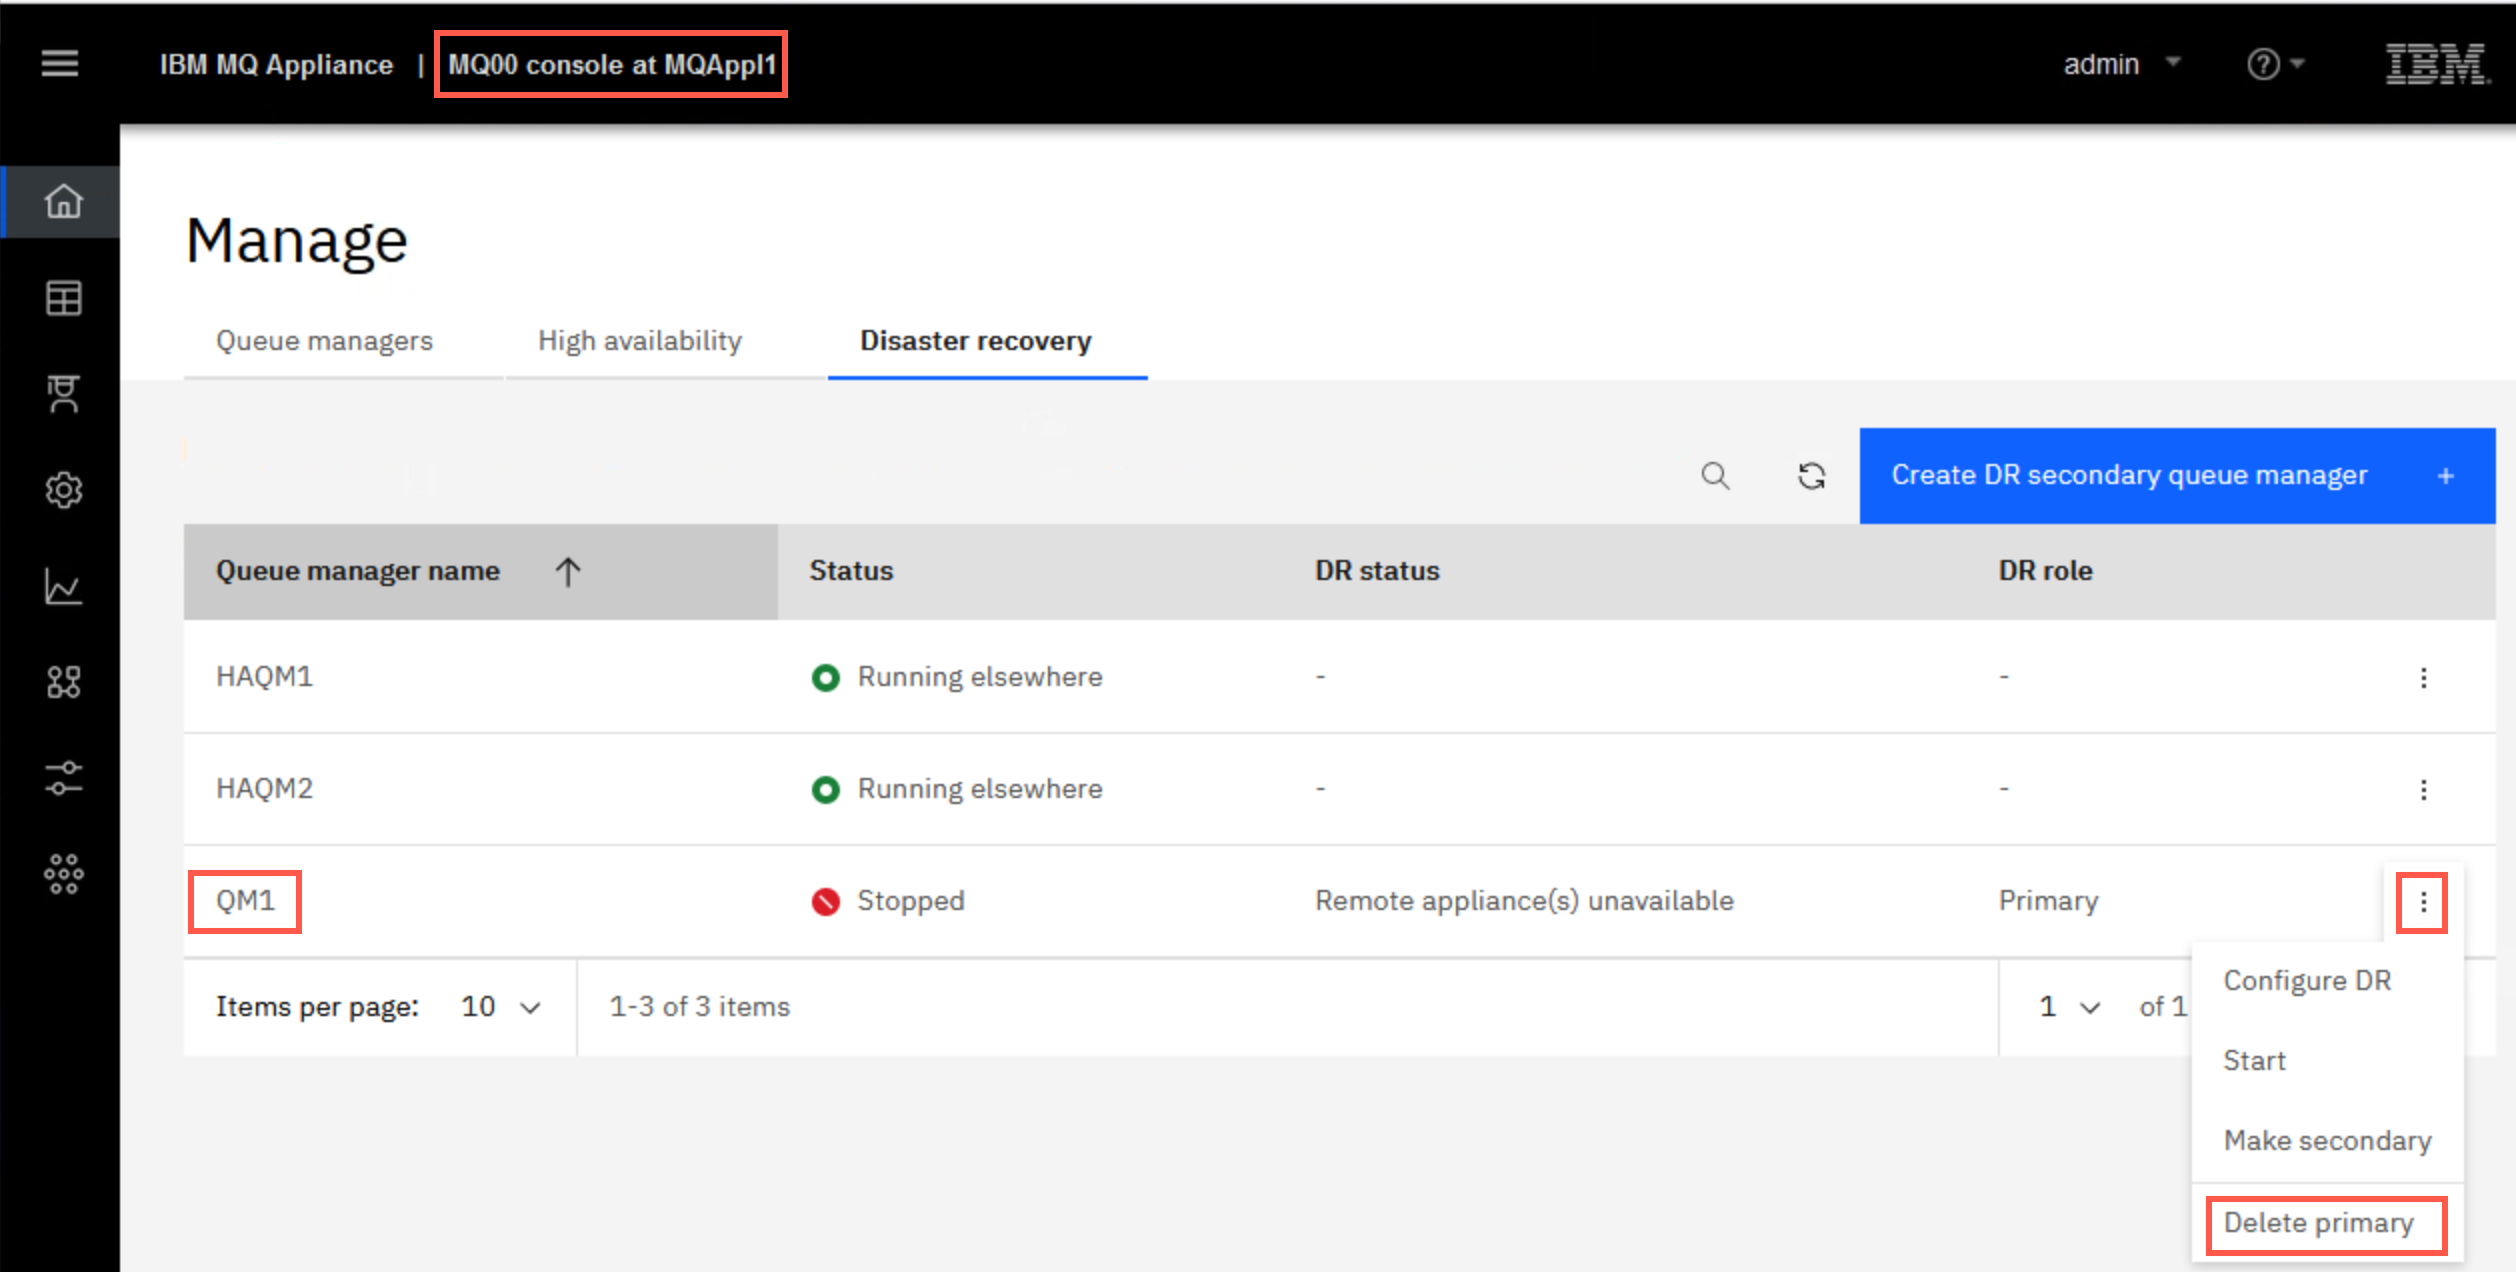 IBM MQ Appliance | MQ00 console at MQAppl1
admin
IBM
Manage
Queue managers High availability Disaster recovery
Create DR secondary queue manager +
Queue manager name Status DR status DR role
HAQM1 Running elsewhere - -
HAQM2 Running elsewhere - -
QM1 Stopped Remote appliance(s) unavailable Primary
Configure DR
Items per page: 10 1-3 of 3 items 1 of 1
Start
Make secondary
Delete primary